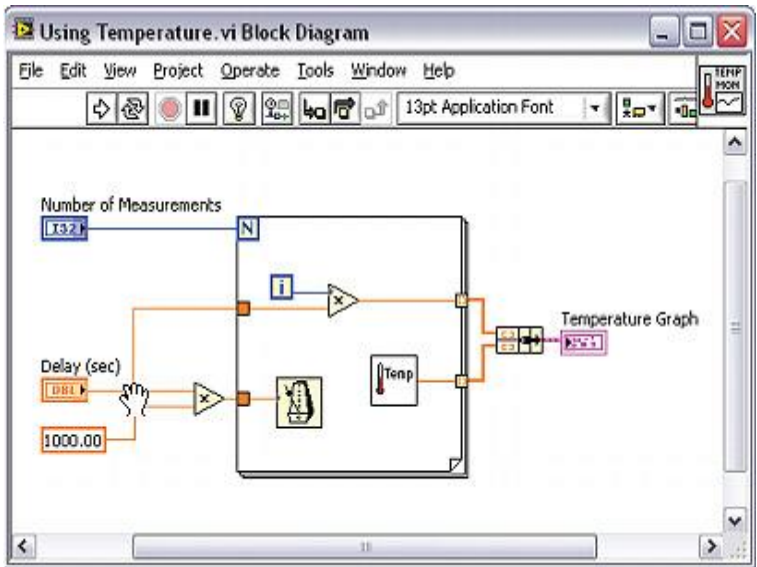 Using Temperature.vi Block Diagram
File Edit View Project Operate Tools Window Help
TEMP
MON
13pt Application Font
Number of Measurements
I32
N
i
x
Temperature Graph
Delay (sec)
Temp
DBL
x
1000.00